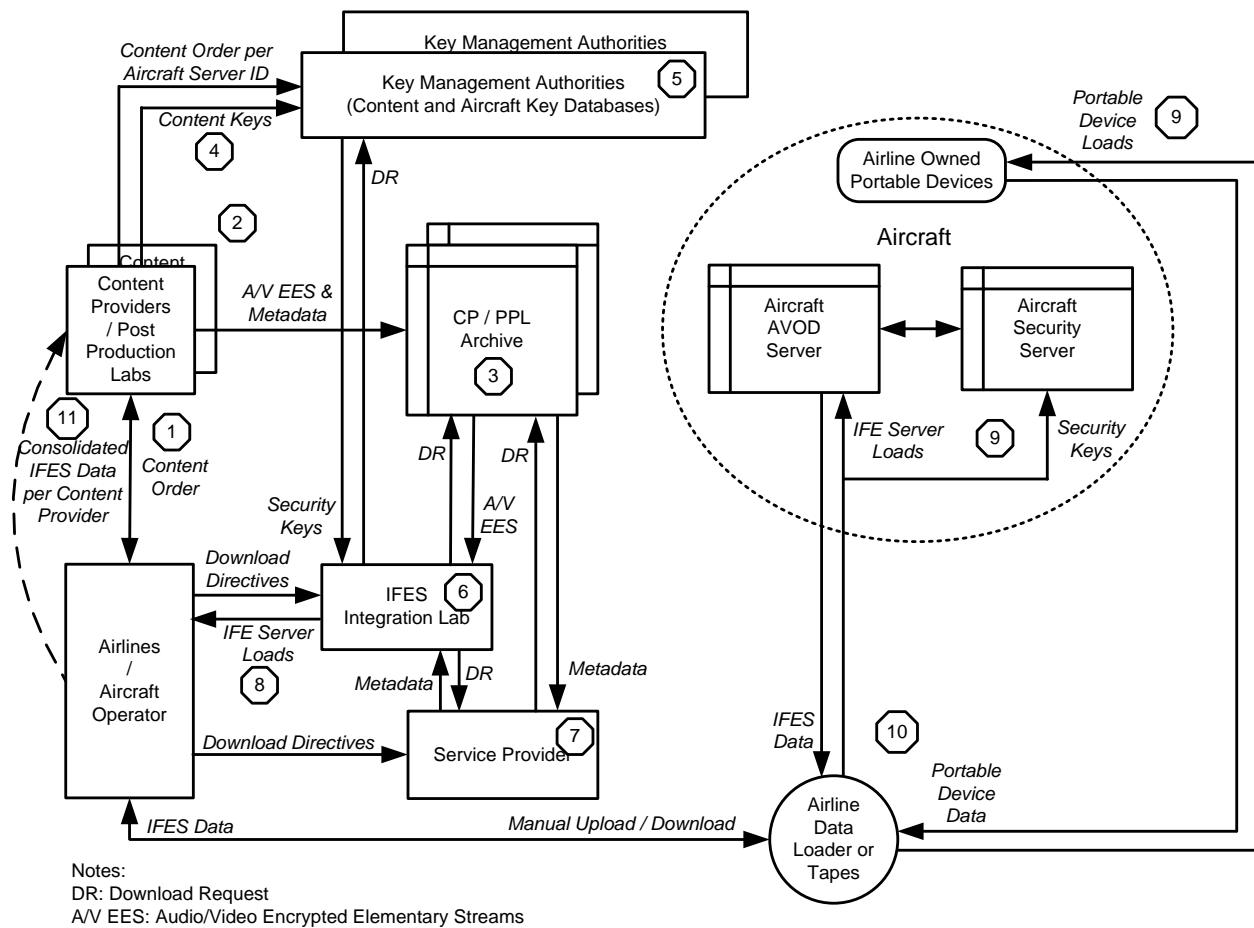 Key Management Authorities
Content Order per
Aircraft Server ID
Key Management Authorities
(Content and Aircraft Key Databases)
5
Content Keys
4
DR
Portable
Device
Loads
9
Airline Owned
Portable Devices
Aircraft
2
Content
Content
Providers
/ Post
Production
Labs
A/V EES &
Metadata
CP / PPL
Archive
3
Aircraft
AVOD
Server
Aircraft
Security
Server
11
Consolidated
IFES Data
per Content
Provider
1
Content
Order
DR
DR
IFE Server
Loads
9
Security
Keys
Security
Keys
A/V
EES
Download
Directives
IFES
Integration Lab
6
IFE Server
Loads
8
Airlines
/
Aircraft
Operator
Metadata
DR
Metadata
Download Directives
Service Provider
7
IFES
Data
10
Portable
Device
Data
IFES Data
Manual Upload / Download
Airline
Data
Loader or
Tapes
Notes:
DR: Download Request
A/V EES: Audio/Video Encrypted Elementary Streams